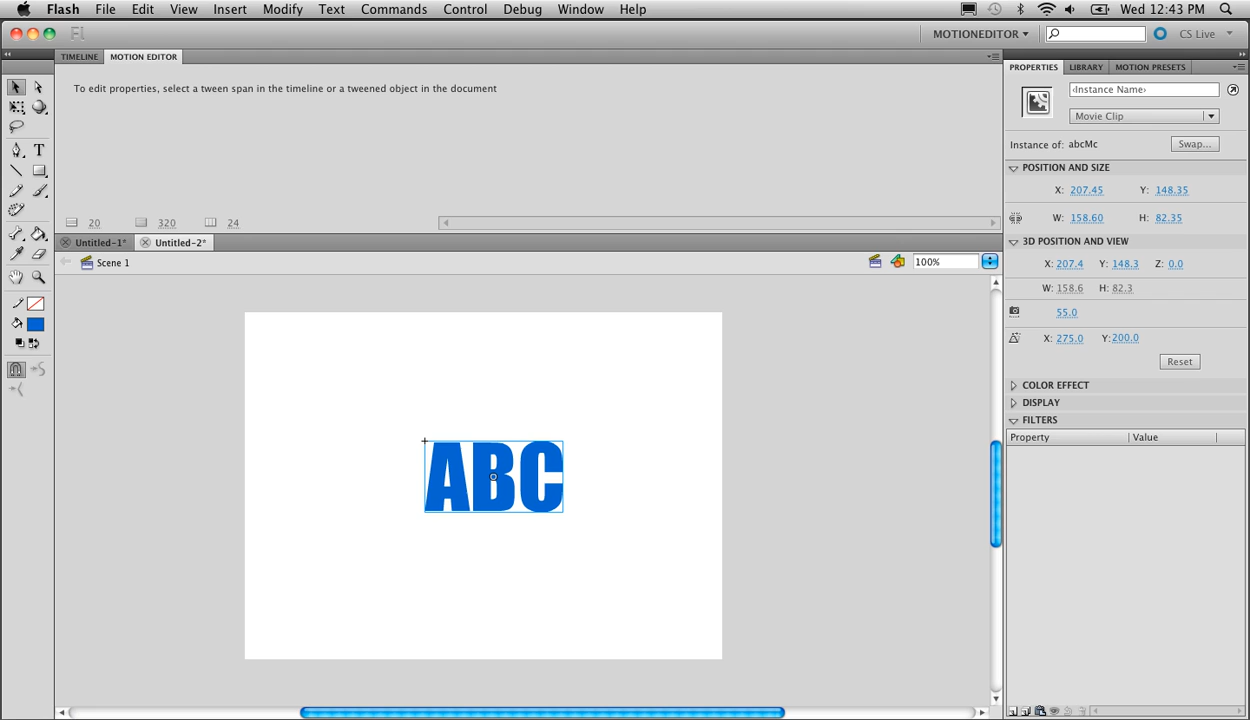 Flash File Edit View Insert Modify Text Commands Control Debug Window Help Wed 12:43 PM
Fl MOTIONEDITOR CS Live
TIMELINE MOTION EDITOR
To edit properties, select a tween span in the timeline or a tweened object in the document
20 320 24
Untitled-1* Untitled-2*
Scene 1 100%
ABC
PROPERTIES LIBRARY MOTION PRESETS
‹Instance Name›
Movie Clip
Instance of: abcMc Swap...
POSITION AND SIZE
X: 207.45 Y: 148.35
W: 158.60 H: 82.35
3D POSITION AND VIEW
X: 207.4 Y: 148.3 Z: 0.0
W: 158.6 H: 82.3
55.0
X: 275.0 Y: 200.0
Reset
COLOR EFFECT
DISPLAY
FILTERS
Property Value